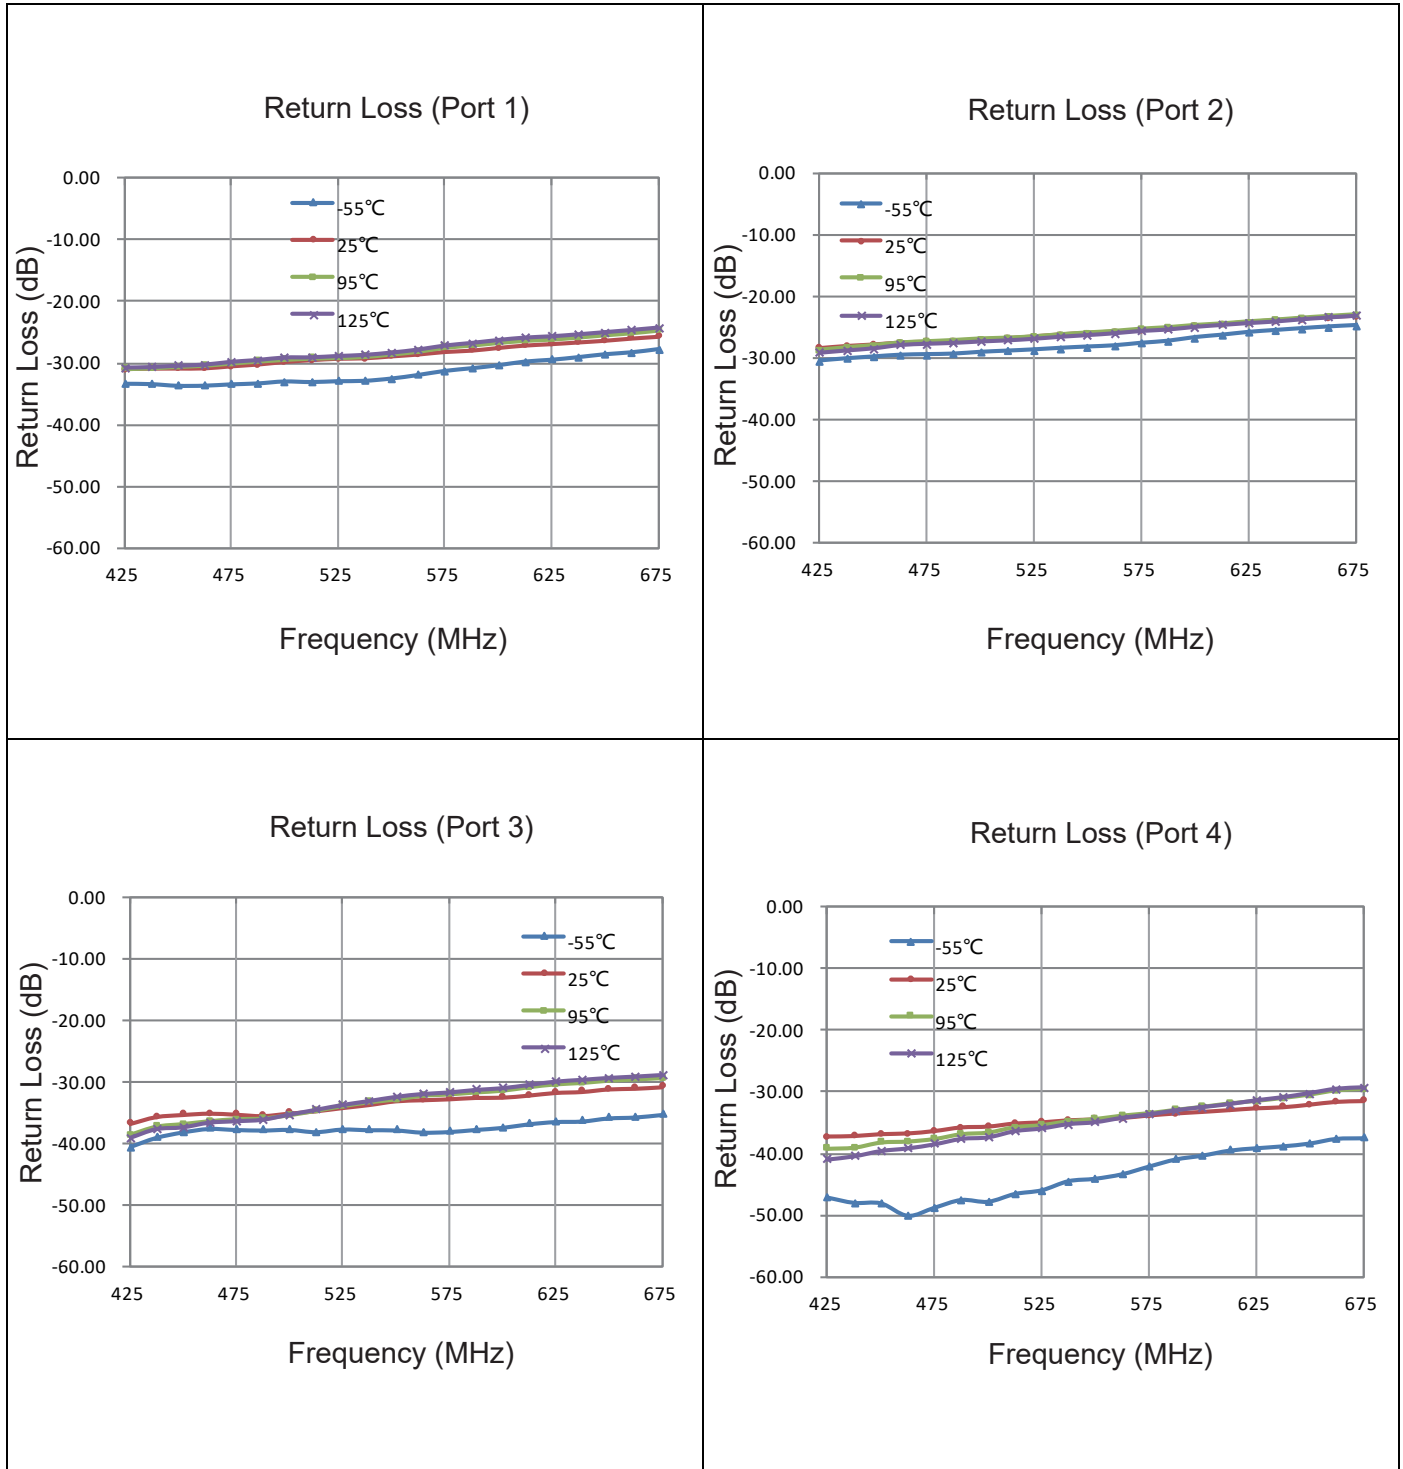 Return Loss (Port 1)
Return Loss (dB)
0.00
-10.00
-20.00
-30.00
-40.00
-50.00
-60.00
-55℃
25℃
95℃
125℃
425 475 525 575 625 675
Frequency (MHz)
Return Loss (Port 2)
Return Loss (dB)
0.00
-10.00
-20.00
-30.00
-40.00
-50.00
-60.00
-55℃
25℃
95℃
125℃
425 475 525 575 625 675
Frequency (MHz)
Return Loss (Port 3)
Return Loss (dB)
0.00
-10.00
-20.00
-30.00
-40.00
-50.00
-60.00
-55℃
25℃
95℃
125℃
425 475 525 575 625 675
Frequency (MHz)
Return Loss (Port 4)
Return Loss (dB)
0.00
-10.00
-20.00
-30.00
-40.00
-50.00
-60.00
-55℃
25℃
95℃
125℃
425 475 525 575 625 675
Frequency (MHz)